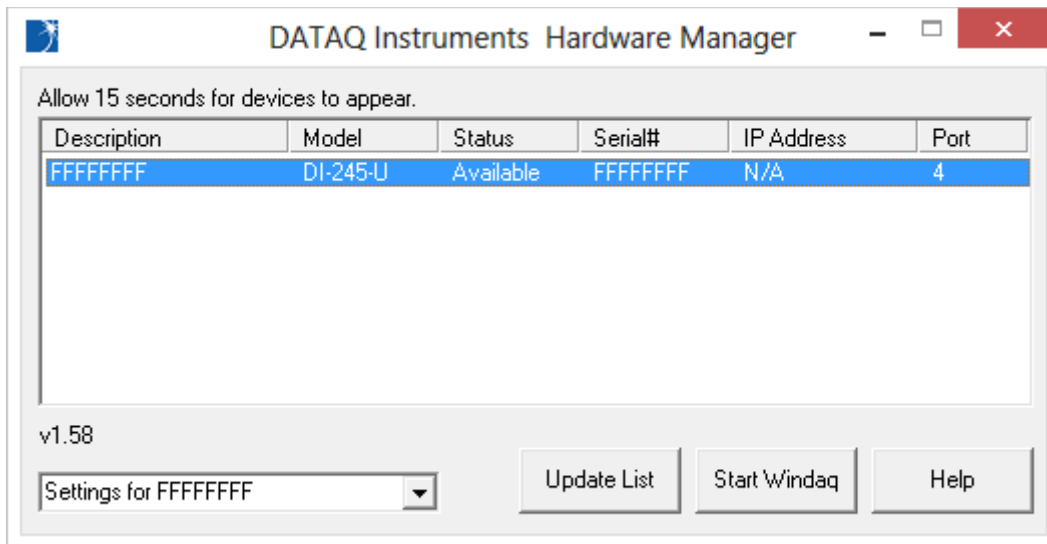 DATAQ Instruments Hardware Manager
Allow 15 seconds for devices to appear.
Description Model Status Serial# IP Address Port
FFFFFFFF DI-245-U Available FFFFFFFF N/A 4
v1.58
Settings for FFFFFFFF Update List Start Windaq Help